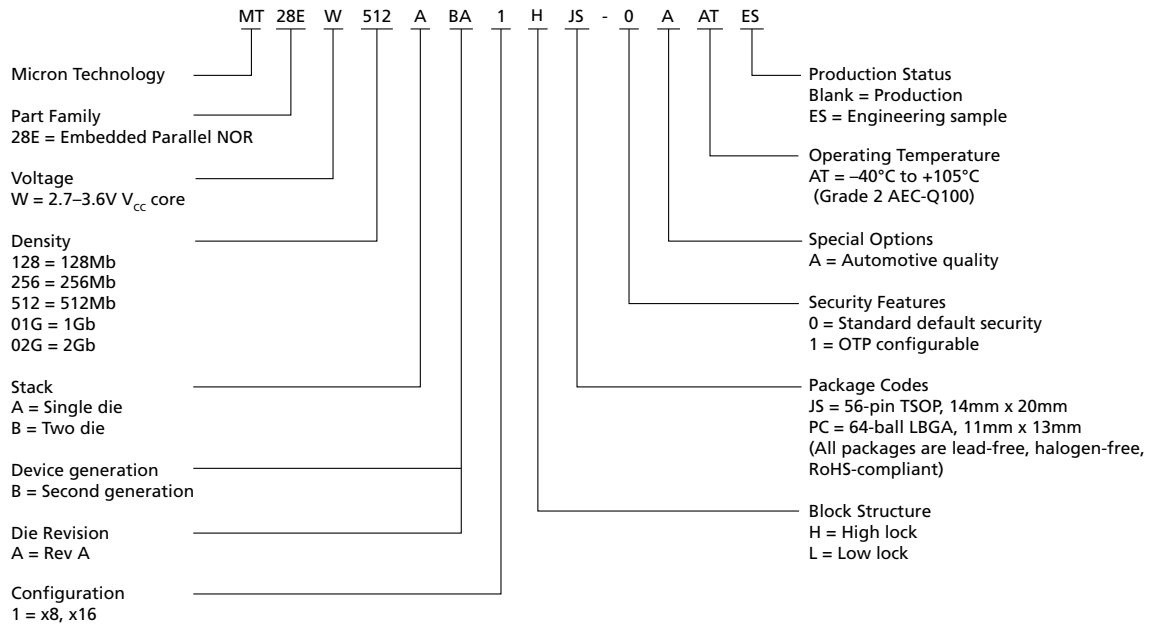 MT 28E W 512 A BA 1 H JS - 0 A AT ES
Micron Technology
Part Family
28E = Embedded Parallel NOR
Voltage
W = 2.7–3.6V VCC core
Density
128 = 128Mb
256 = 256Mb
512 = 512Mb
01G = 1Gb
02G = 2Gb
Stack
A = Single die
B = Two die
Device generation
B = Second generation
Die Revision
A = Rev A
Configuration
1 = x8, x16
Production Status
Blank = Production
ES = Engineering sample
Operating Temperature
AT = –40°C to +105°C
(Grade 2 AEC-Q100)
Special Options
A = Automotive quality
Security Features
0 = Standard default security
1 = OTP configurable
Package Codes
JS = 56-pin TSOP, 14mm x 20mm
PC = 64-ball LBGA, 11mm x 13mm
(All packages are lead-free, halogen-free,
RoHS-compliant)
Block Structure
H = High lock
L = Low lock